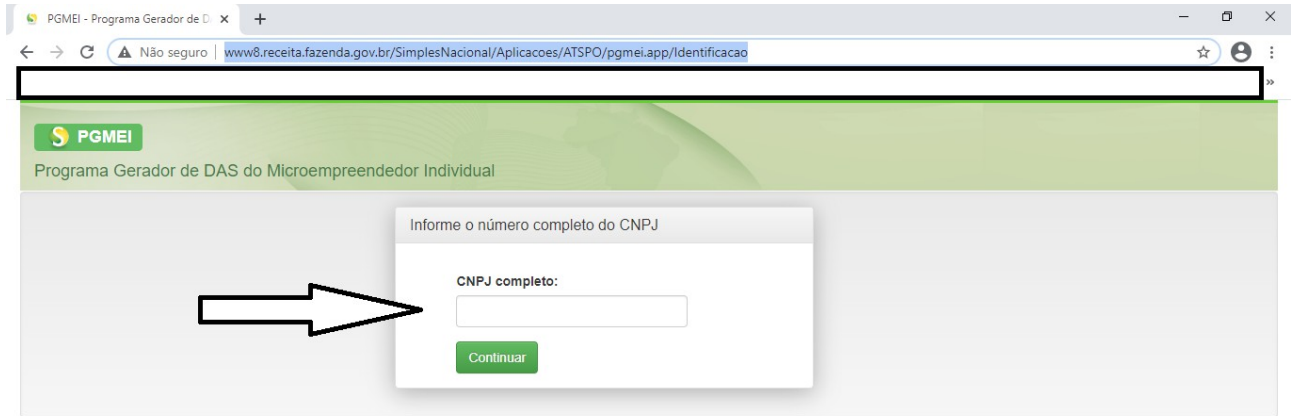 PGMEI - Programa Gerador de D
Não seguro | www8.receita.fazenda.gov.br/SimplesNacional/Aplicacoes/ATSPO/pgmei.app/Identificacao
PGMEI
Programa Gerador de DAS do Microempreendedor Individual
Informe o número completo do CNPJ
CNPJ completo:
Continuar